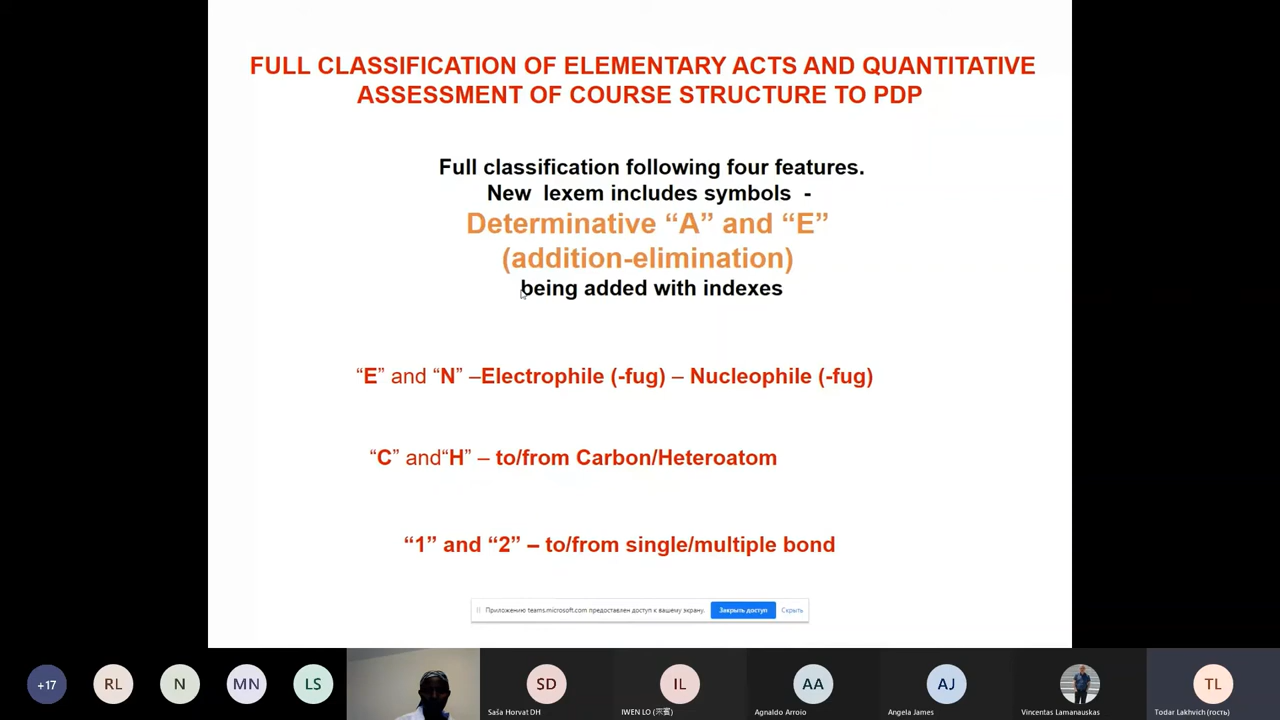 FULL CLASSIFICATION OF ELEMENTARY ACTS AND QUANTITATIVE
ASSESSMENT OF COURSE STRUCTURE TO PDP
Full classification following four features.
New lexem includes symbols -
Determinative “A” and “E”
(addition-elimination)
being added with indexes
“E” and “N” –Electrophile (-fug) – Nucleophile (-fug)
“C” and“H” – to/from Carbon/Heteroatom
“1” and “2” – to/from single/multiple bond
Приложению teams.microsoft.com предоставлен доступ к вашему экрану. Закрыть доступ Скрыть
+17 RL N MN LS SD IL AA AJ TL
Saša Horvat DH IWEN LO Agnaldo Arroio Angela James Vincentas Lamanauskas Todar Lakhvich (гость)